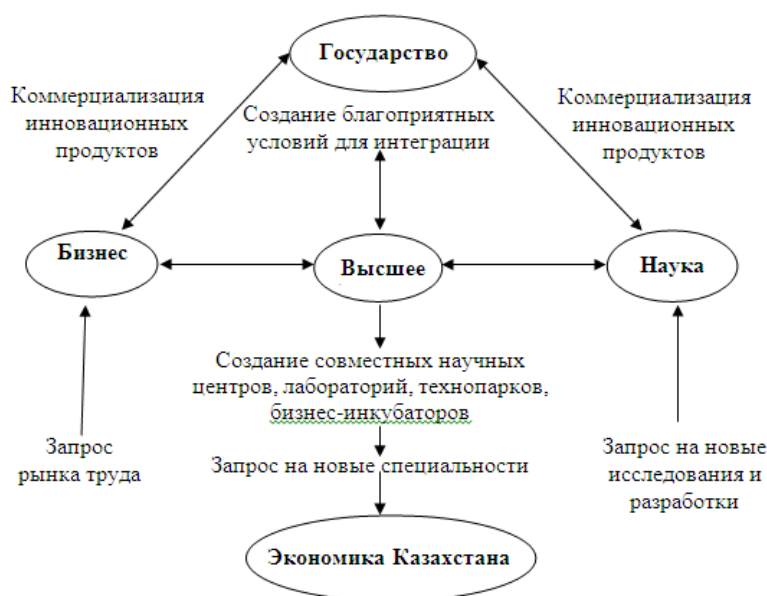 Государство
Коммерциализация
инновационных
продуктов
Создание благоприятных
условий для интеграции
Коммерциализация
инновационных
продуктов
Бизнес
Высшее
Наука
Создание совместных научных
центров, лабораторий, технопарков,
бизнес-инкубаторов
Запрос
рынка труда
Запрос на новые специальности
Запрос на новые
исследования и
разработки
Экономика Казахстана